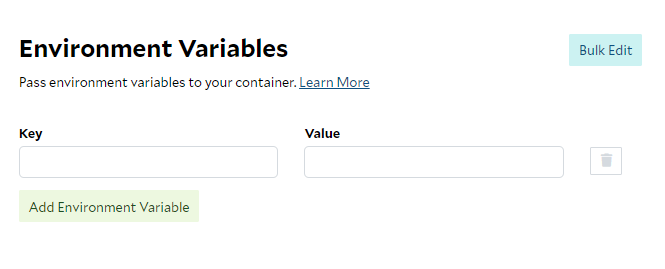 Environment Variables
Bulk Edit
Pass environment variables to your container. Learn More
Key
Value
Add Environment Variable